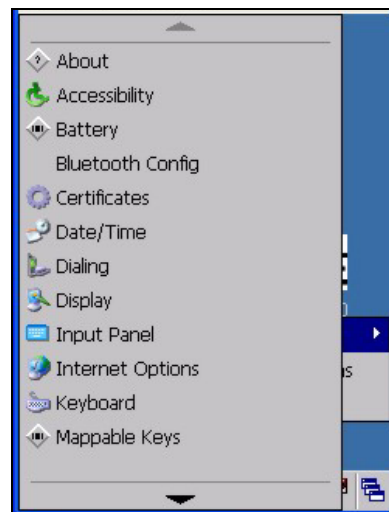 About
Accessibility
Battery
Bluetooth Config
Certificates
Date/Time
Dialing
Display
Input Panel
Internet Options
Keyboard
Mappable Keys